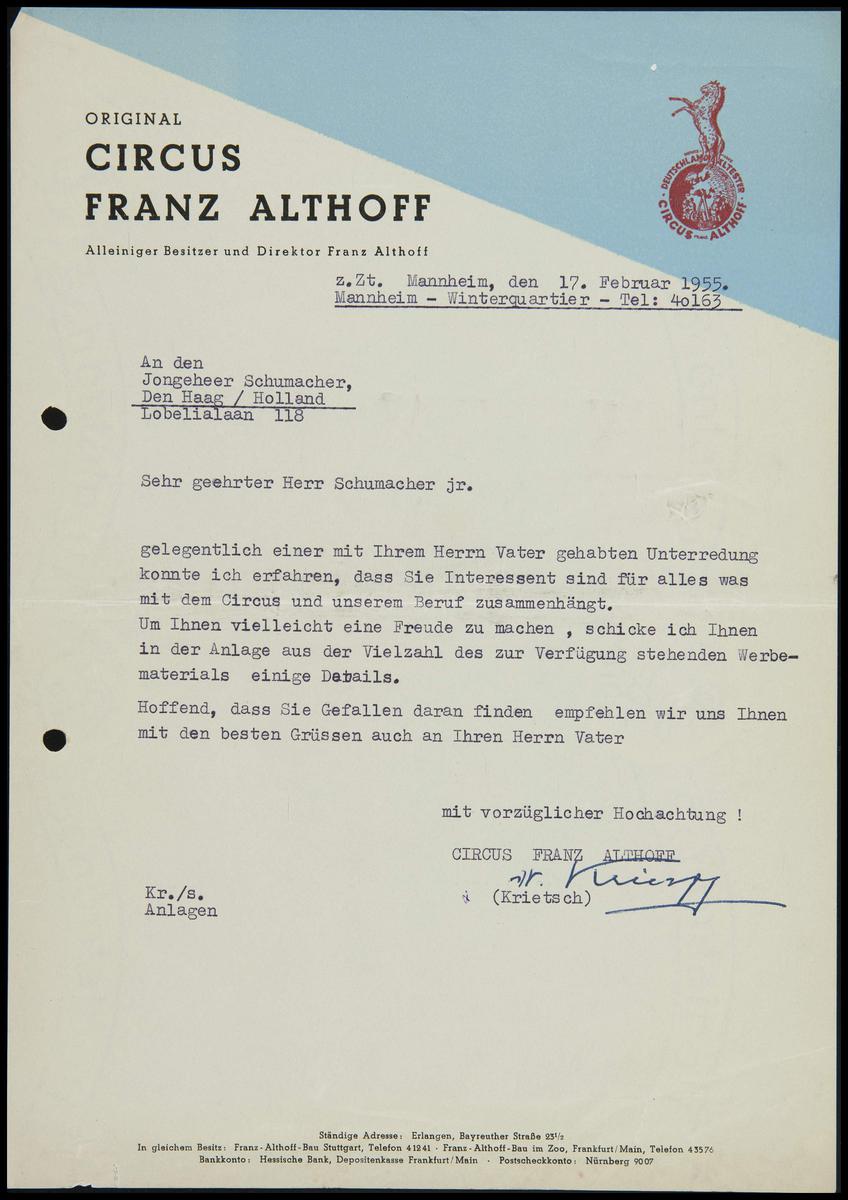 ORIGINAL
CIRCUS
FRANZ ALTHOFF
Alleiniger Besitzer und Direktor Franz Althoff
DEUTSCHLANDS ÄLTESTER
CIRCUS FRANZ ALTHOFF
z.Zt. Mannheim, den 17. Februar 1955.
Mannheim - Winterquartier - Tel: 40163
An den
Jongeheer Schumacher,
Den Haag / Holland
Lobelialaan 118
Sehr geehrter Herr Schumacher jr.
gelegentlich einer mit Ihrem Herrn Vater gehabten Unterredung
konnte ich erfahren, dass Sie Interessent sind für alles was
mit dem Circus und unserem Beruf zusammenhängt.
Um Ihnen vielleicht eine Freude zu machen , schicke ich Ihnen
in der Anlage aus der Vielzahl des zur Verfügung stehenden Werbe-
materials einige Details.
Hoffend, dass Sie Gefallen daran finden empfehlen wir uns Ihnen
mit den besten Grüssen auch an Ihren Herrn Vater
mit vorzüglicher Hochachtung !
CIRCUS FRANZ ALTHOFF
(Krietsch)
Kr./s.
Anlagen
Ständige Adresse: Erlangen, Bayreuther Straße 23½
In gleichem Besitz: Franz-Althoff-Bau Stuttgart, Telefon 41241 · Franz-Althoff-Bau im Zoo, Frankfurt/Main, Telefon 43576
Bankkonto: Hessische Bank, Depositenkasse Frankfurt/Main · Postscheckkonto: Nürnberg 9007